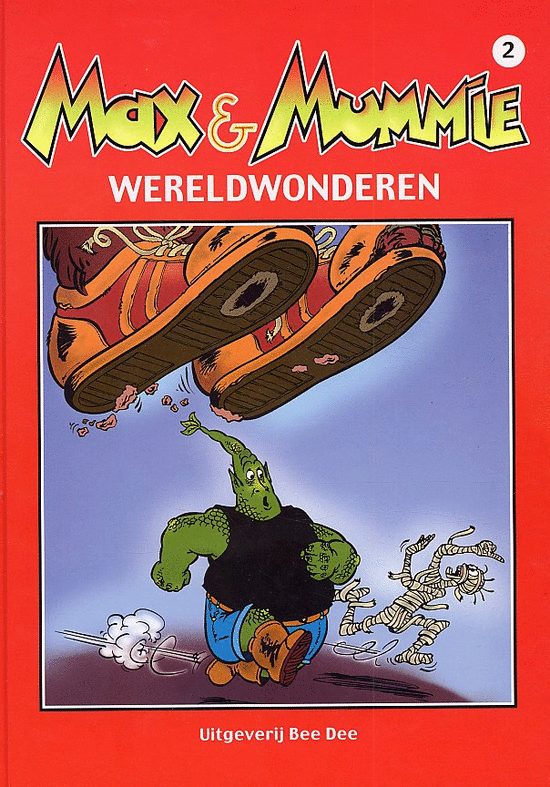 2
Max & Mummie
WERELDWONDEREN
Uitgeverij Bee Dee